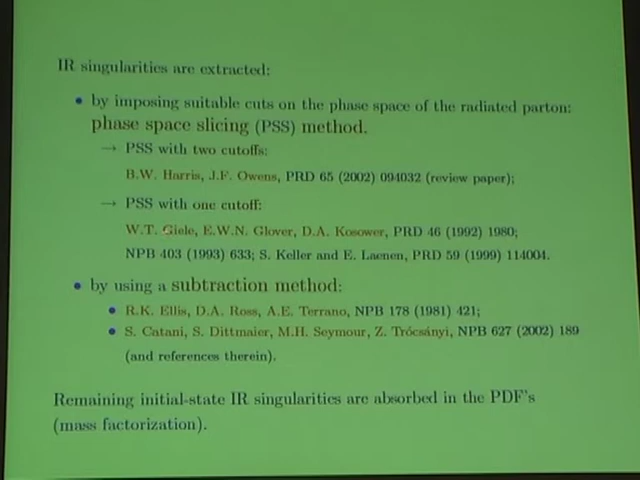 IR singularities are extracted:
• by imposing suitable cuts on the phase space of the radiated parton:
phase space slicing (PSS) method.
→ PSS with two cutoffs:
B.W. Harris, J.F. Owens, PRD 65 (2002) 094032 (review paper);
→ PSS with one cutoff:
W.T. Giele, E.W.N. Glover, D.A. Kosower, PRD 46 (1992) 1980;
NPB 403 (1993) 633; S. Keller and E. Laenen, PRD 59 (1999) 114004.
• by using a subtraction method:
• R.K. Ellis, D.A. Ross, A.E. Terrano, NPB 178 (1981) 421;
• S. Catani, S. Dittmaier, M.H. Seymour, Z. Trócsányi, NPB 627 (2002) 189
(and references therein).
Remaining initial-state IR singularities are absorbed in the PDF's
(mass factorization).